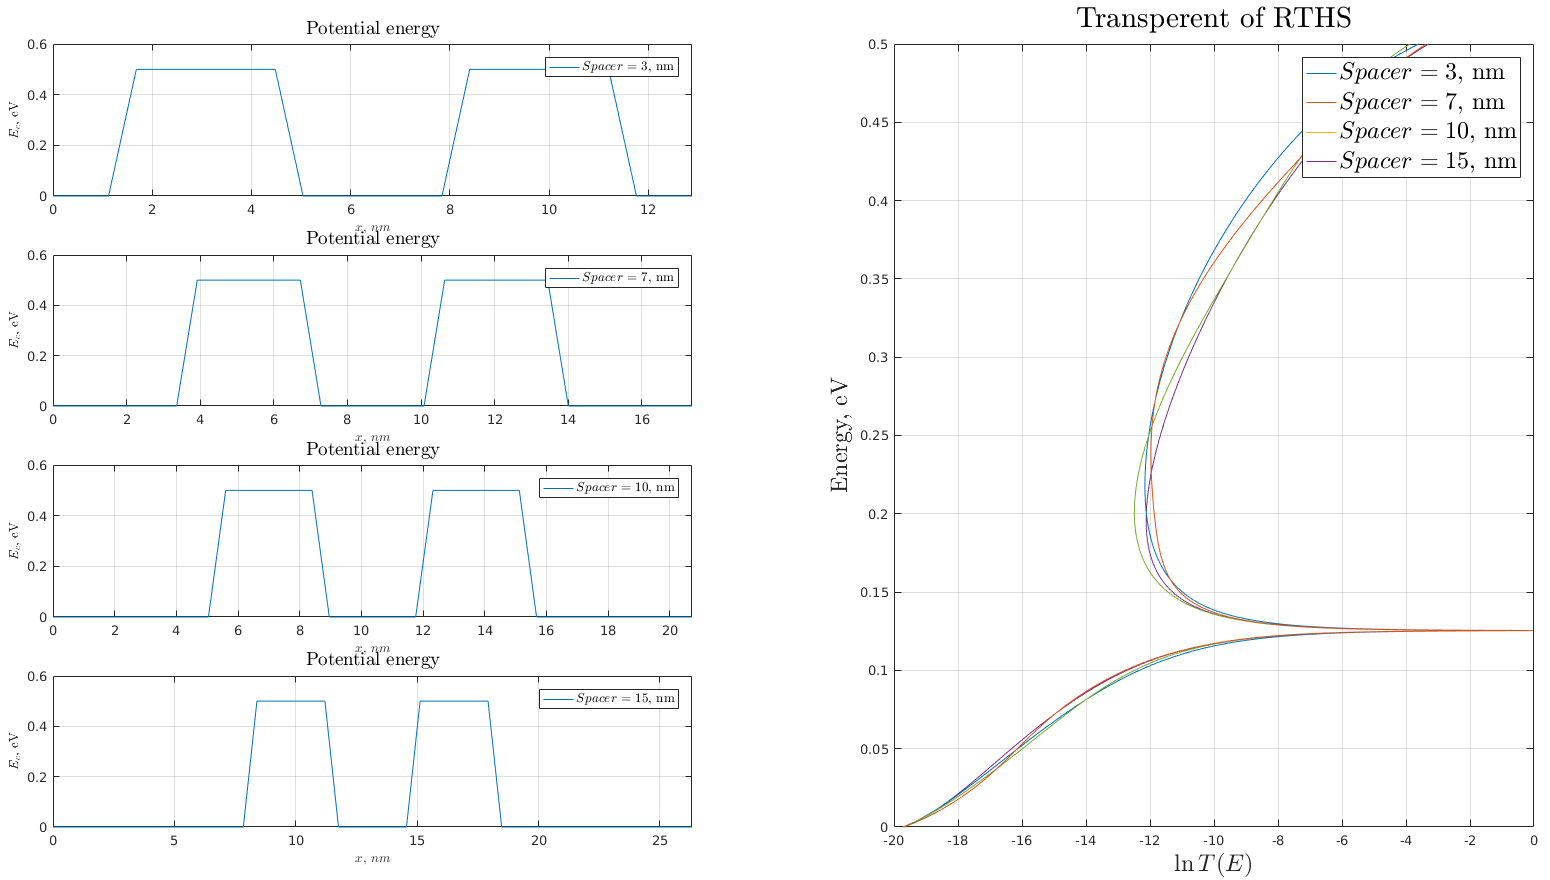 Potential energy
0.6
0.4
0.2
0
E_c, eV
Spacer = 3, nm
0 2 4 6 8 10 12
x, nm
Potential energy
0.6
0.4
0.2
0
E_c, eV
Spacer = 7, nm
0 2 4 6 8 10 12 14 16
x, nm
Potential energy
0.6
0.4
0.2
0
E_c, eV
Spacer = 10, nm
0 2 4 6 8 10 12 14 16 18 20
x, nm
Potential energy
0.6
0.4
0.2
0
E_c, eV
Spacer = 15, nm
0 5 10 15 20 25
x, nm
Transperent of RTHS
0.5
0.45
0.4
0.35
0.3
0.25
0.2
0.15
0.1
0.05
0
Energy, eV
Spacer = 3, nm
Spacer = 7, nm
Spacer = 10, nm
Spacer = 15, nm
-20 -18 -16 -14 -12 -10 -8 -6 -4 -2 0
ln T(E)